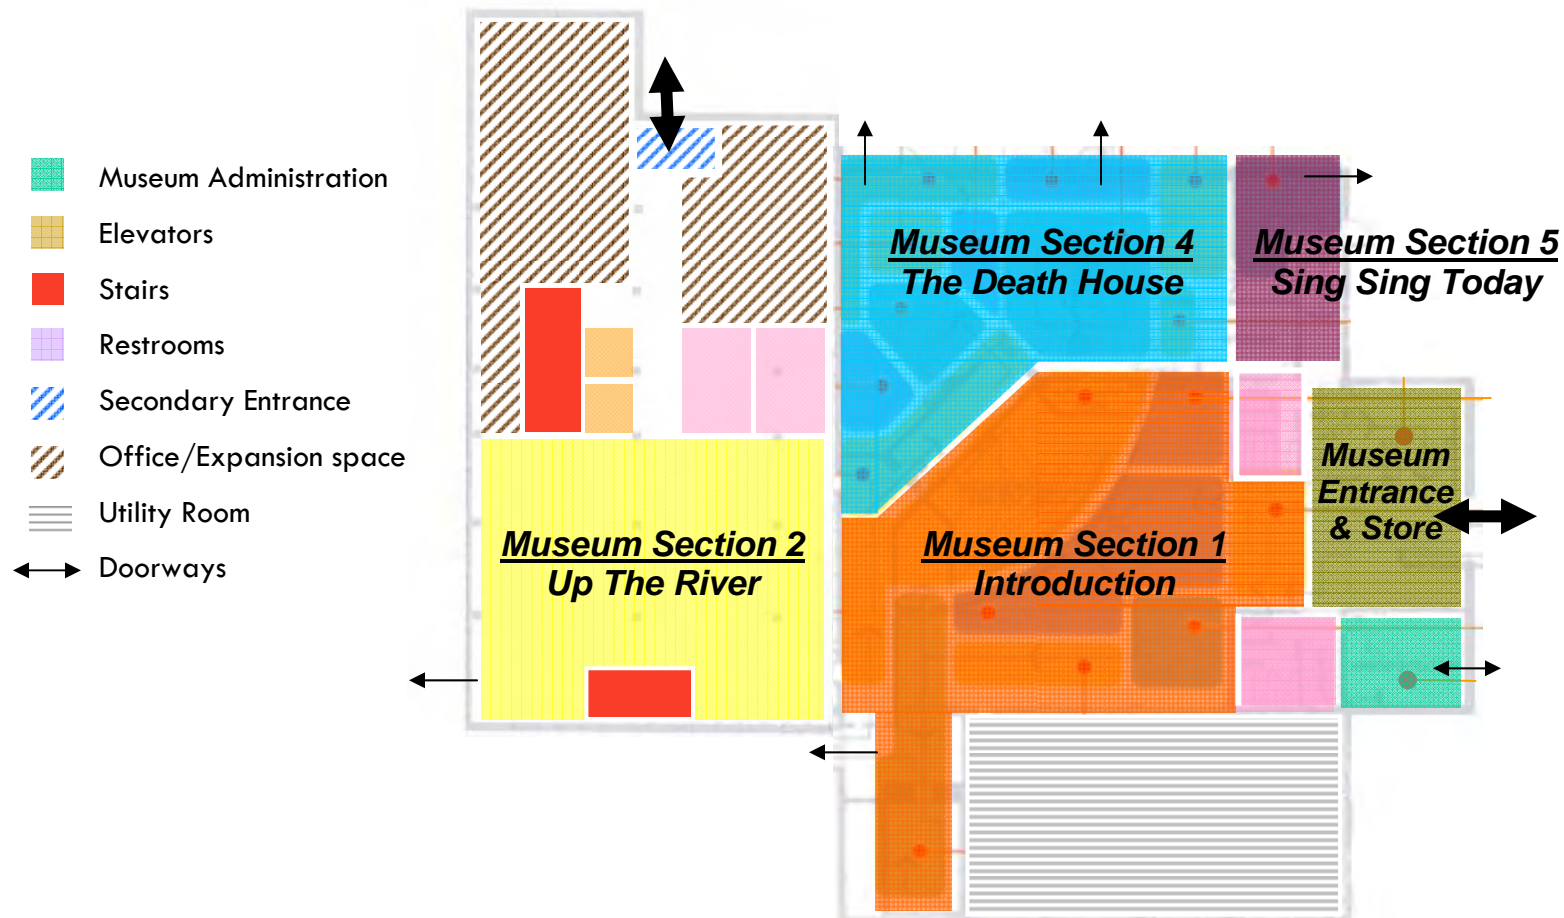 Museum Administration
Elevators
Stairs
Restrooms
Secondary Entrance
Office/Expansion space
Utility Room
Doorways
Museum Section 4
The Death House
Museum Section 5
Sing Sing Today
Museum
Entrance
& Store
Museum Section 2
Up The River
Museum Section 1
Introduction